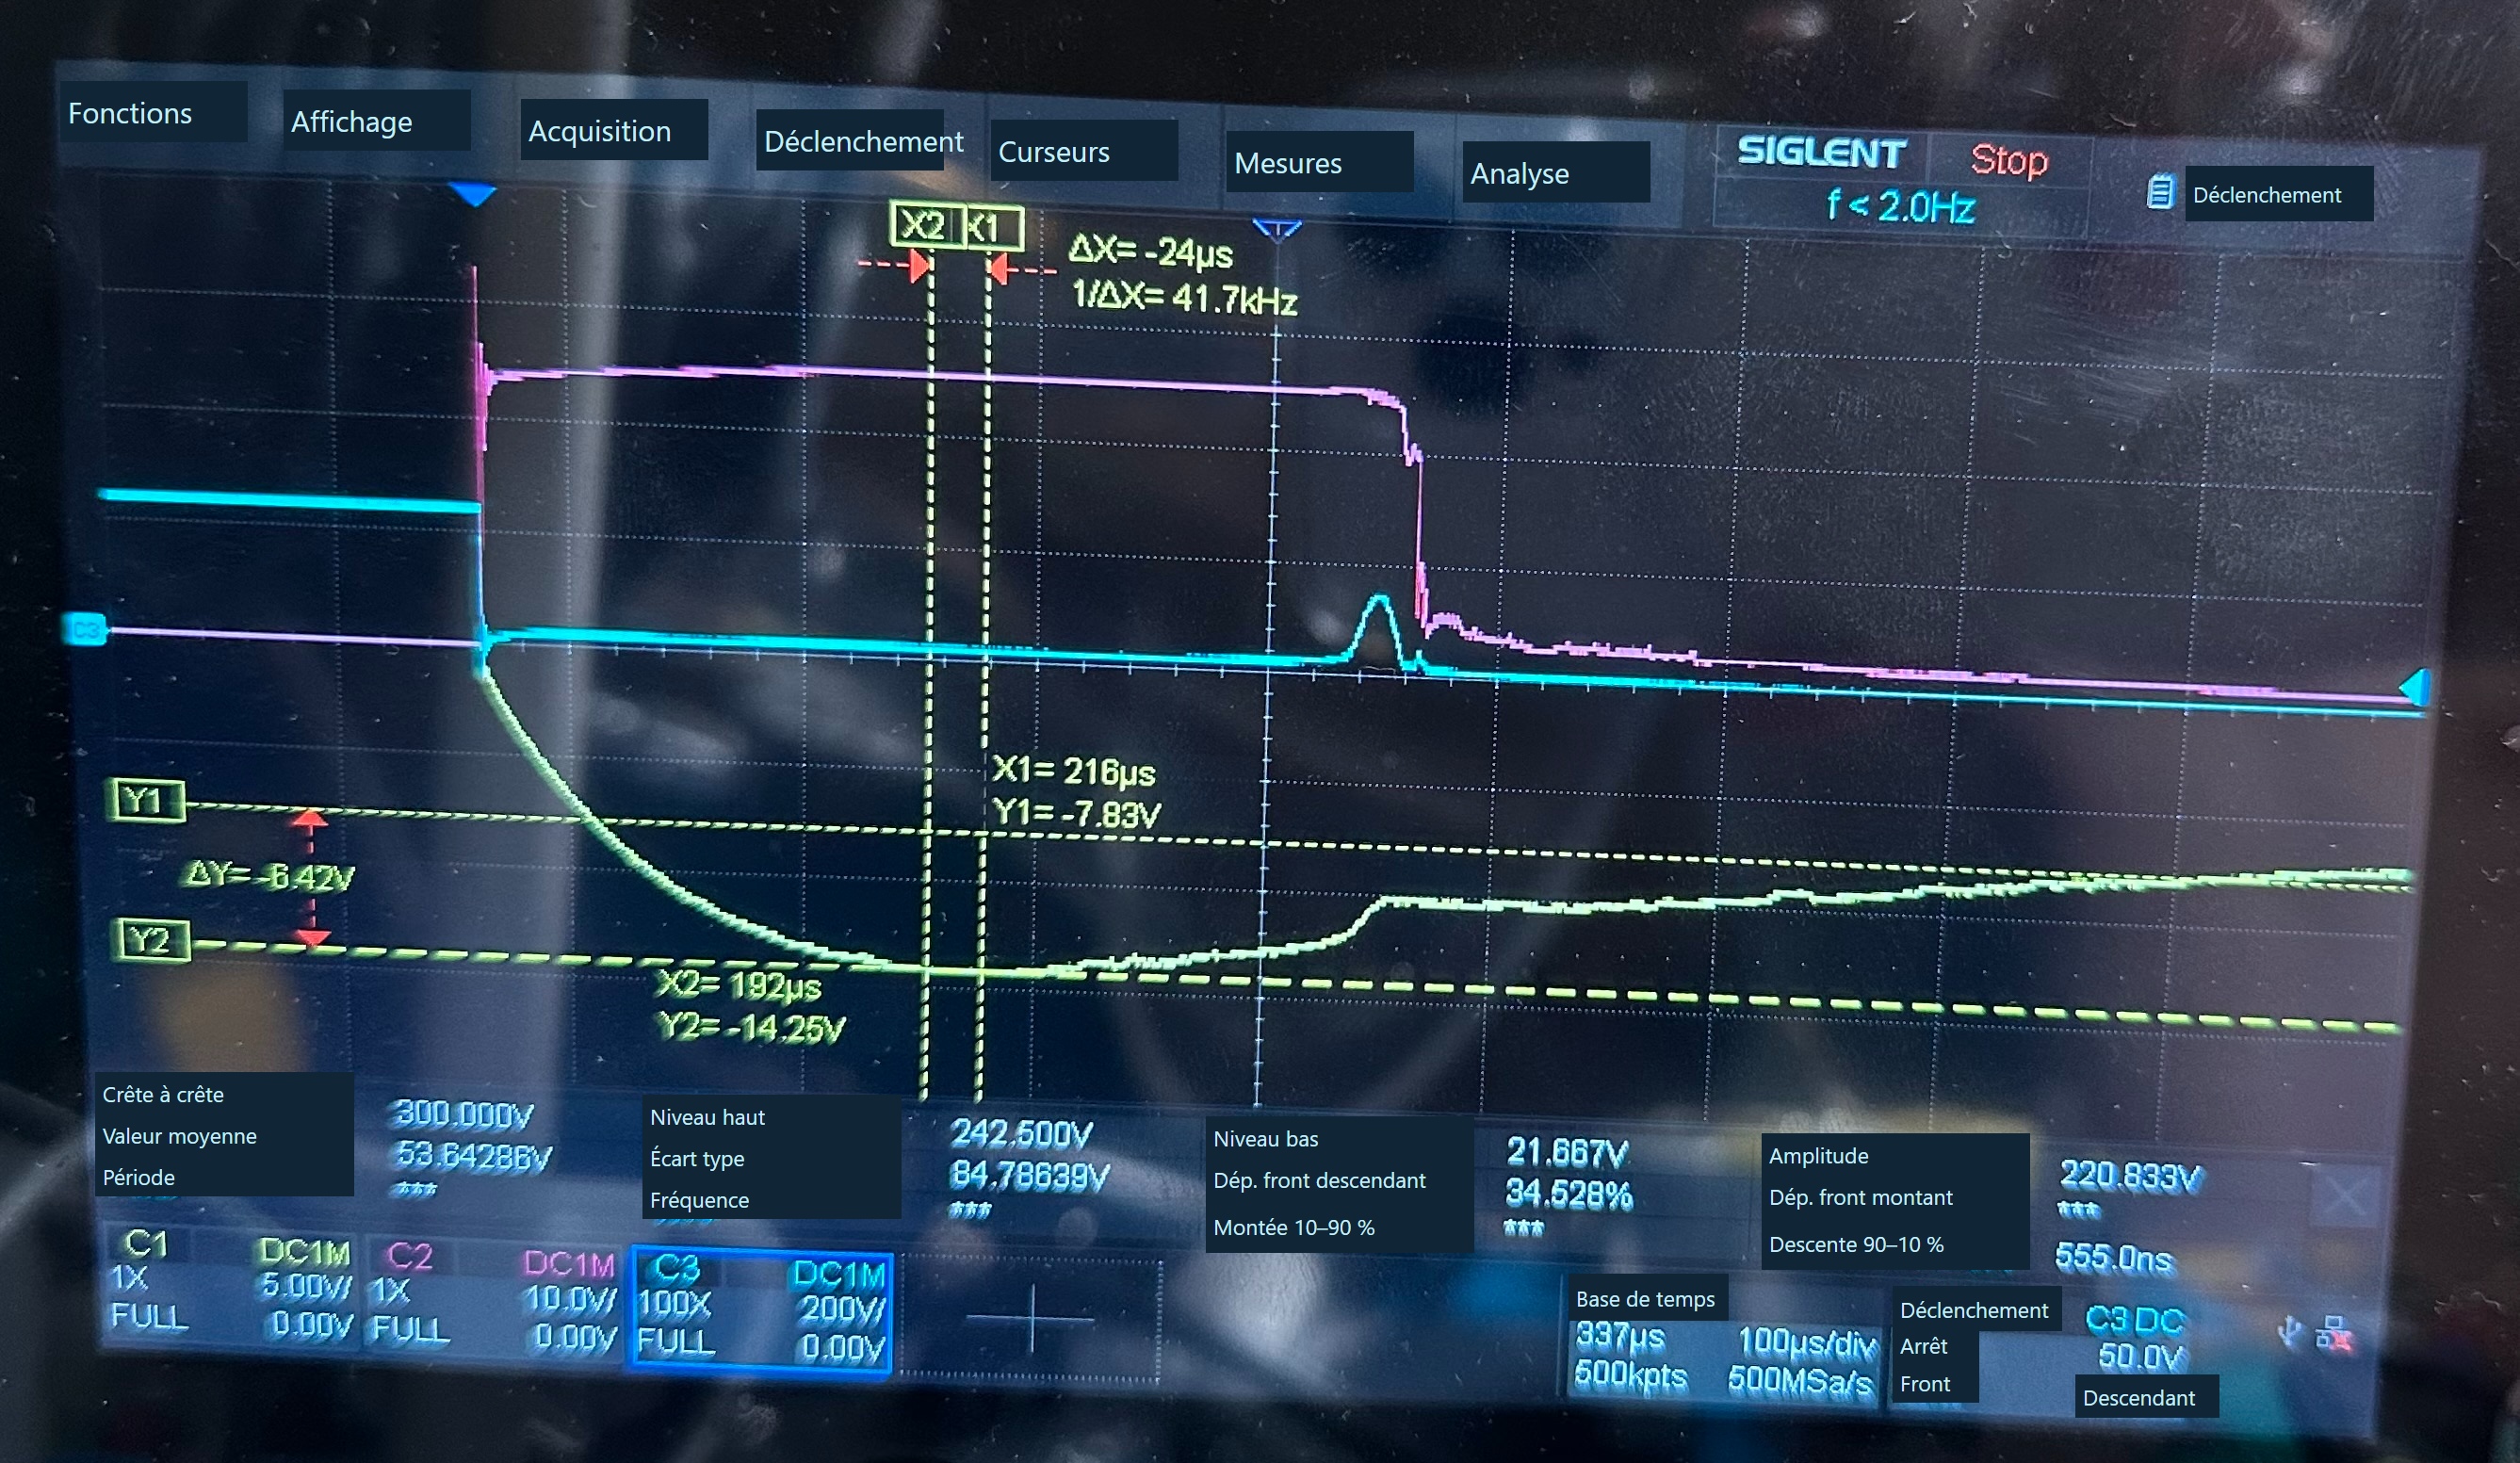 Fonctions
Affichage
Acquisition
Déclenchement
Curseurs
Mesures
Analyse
SIGLENT
Stop
f < 2.0Hz
Déclenchement
X2
X1
ΔX= -24µs
1/ΔX= 41.7kHz
C3
X1= 216µs
Y1= -7.83V
Y1
ΔY= -6.42V
Y2
X2= 192µs
Y2= -14.25V
Crête à crête 300.000V
Valeur moyenne 53.64286V
Période ***
Niveau haut 242.500V
Écart type 84.78639V
Fréquence ***
Niveau bas 21.667V
Dép. front descendant 34.528%
Montée 10–90 % ***
Amplitude 220.833V
Dép. front montant ***
Descente 90–10 % 555.0ns
C1 DC1M
1X 5.00V/
FULL 0.00V
C2 DC1M
1X 10.0V/
FULL 0.00V
C3 DC1M
100X 200V/
FULL 0.00V
Base de temps
337µs 100µs/div
500kpts 500MSa/s
Déclenchement C3 DC
Arrêt 50.0V
Front Descendant